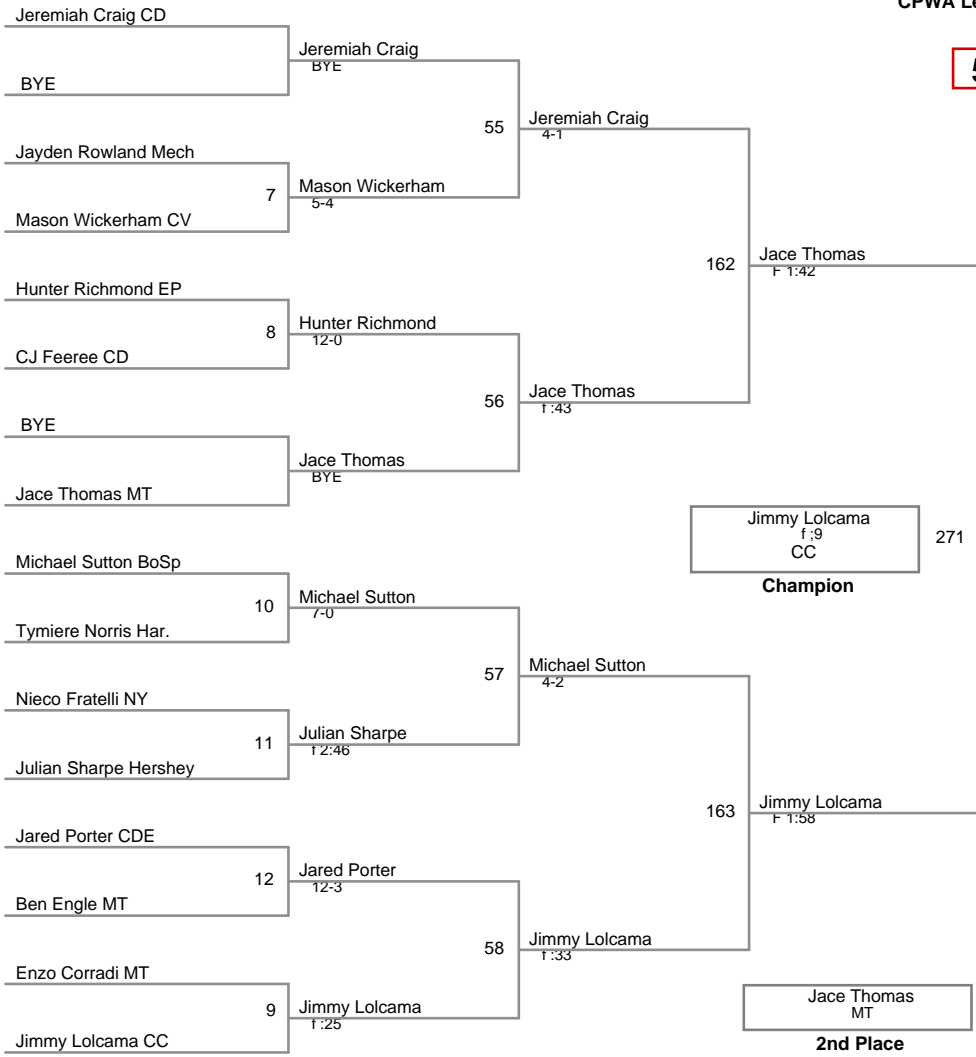 CPWA Le
Jeremiah Craig CD
Jeremiah Craig
BYE
BYE
55
Jeremiah Craig
4-1
Jayden Rowland Mech
7
Mason Wickerham
5-4
Mason Wickerham CV
162
Jace Thomas
F 1:42
Hunter Richmond EP
8
Hunter Richmond
12-0
CJ Feeree CD
56
Jace Thomas
f :43
BYE
Jace Thomas
BYE
Jace Thomas MT
Jimmy Lolcama
f ;9
CC
271
Champion
Michael Sutton BoSp
10
Michael Sutton
7-0
Tymiere Norris Har.
57
Michael Sutton
4-2
Nieco Fratelli NY
11
Julian Sharpe
f 2:46
Julian Sharpe Hershey
163
Jimmy Lolcama
F 1:58
Jared Porter CDE
12
Jared Porter
12-3
Ben Engle MT
58
Jimmy Lolcama
f :33
Enzo Corradi MT
9
Jimmy Lolcama
f :25
Jimmy Lolcama CC
Jace Thomas
MT
2nd Place